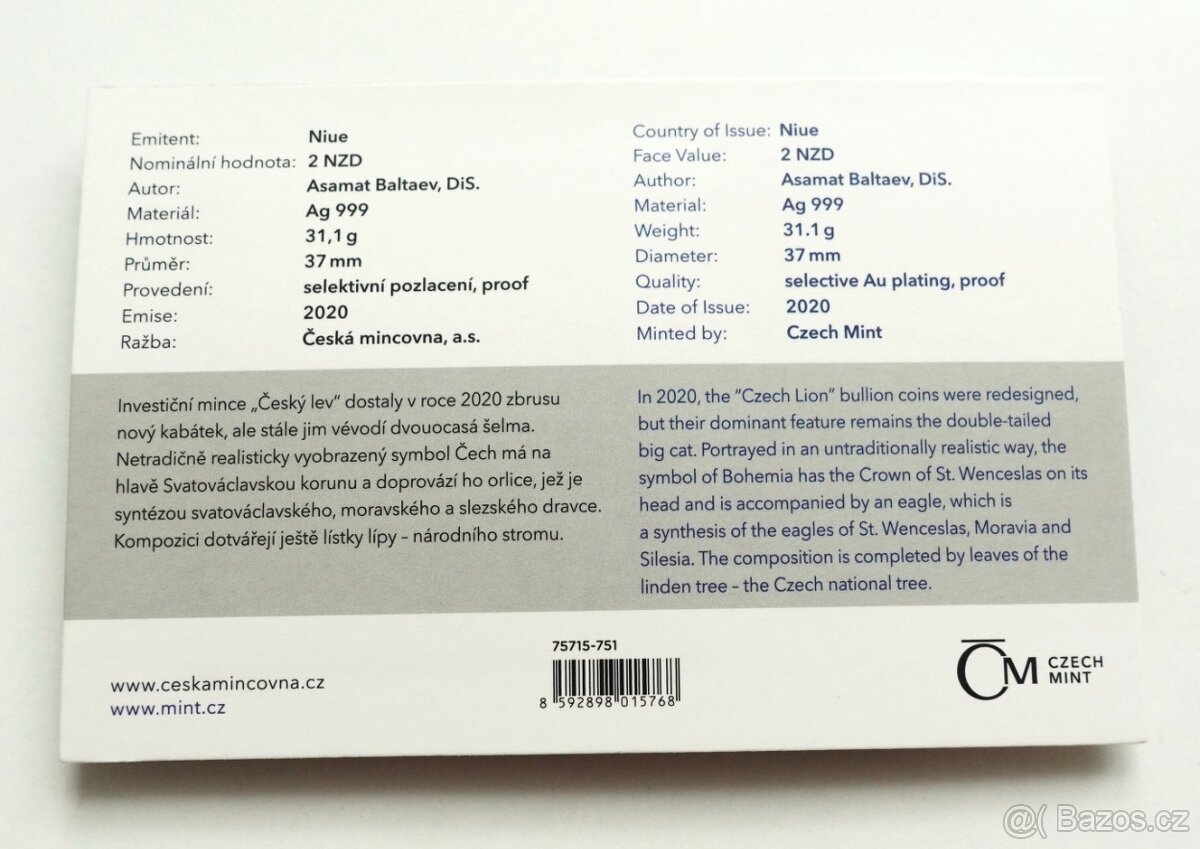 Emitent: Niue
Nominální hodnota: 2 NZD
Autor: Asamat Baltaev, DiS.
Materiál: Ag 999
Hmotnost: 31,1 g
Průměr: 37 mm
Provedení: selektivní pozlacení, proof
Emise: 2020
Ražba: Česká mincovna, a.s.
Country of Issue: Niue
Face Value: 2 NZD
Author: Asamat Baltaev, DiS.
Material: Ag 999
Weight: 31.1 g
Diameter: 37 mm
Quality: selective Au plating, proof
Date of Issue: 2020
Minted by: Czech Mint
Investiční mince „Český lev“ dostaly v roce 2020 zbrusu
nový kabátek, ale stále jim vévodí dvouocasá šelma.
Netradičně realisticky vyobrazený symbol Čech má na
hlavě Svatováclavskou korunu a doprovází ho orlice, jež je
syntézou svatováclavského, moravského a slezského dravce.
Kompozici dotvářejí ještě lístky lípy – národního stromu.
In 2020, the “Czech Lion” bullion coins were redesigned,
but their dominant feature remains the double-tailed
big cat. Portrayed in an untraditionally realistic way, the
symbol of Bohemia has the Crown of St. Wenceslas on its
head and is accompanied by an eagle, which is
a synthesis of the eagles of St. Wenceslas, Moravia and
Silesia. The composition is completed by leaves of the
linden tree – the Czech national tree.
www.ceskamincovna.cz
www.mint.cz
75715-751
8 592898 015768
ČM CZECH
MINT
@( Bazos.cz